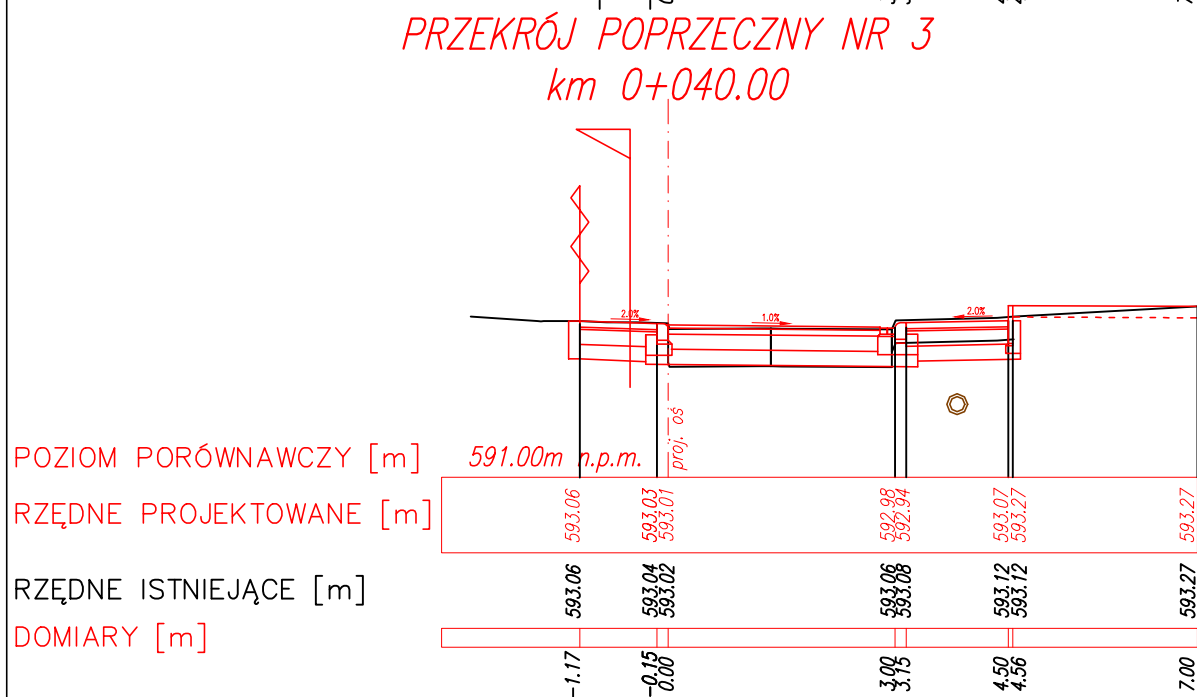 PRZEKRÓJ POPRZECZNY NR 3
km 0+040.00
2.0% 1.0% 2.0%
proj. oś
POZIOM PORÓWNAWCZY [m] 591.00m n.p.m.
RZĘDNE PROJEKTOWANE [m] 593.06 593.03 593.01 592.98 592.94 593.07 593.27 593.27
RZĘDNE ISTNIEJĄCE [m] 593.06 593.04 593.02 593.06 593.08 593.12 593.12 593.27
DOMIARY [m]
-1.17 -0.15 0.00 3.00 3.15 4.50 4.56 7.00